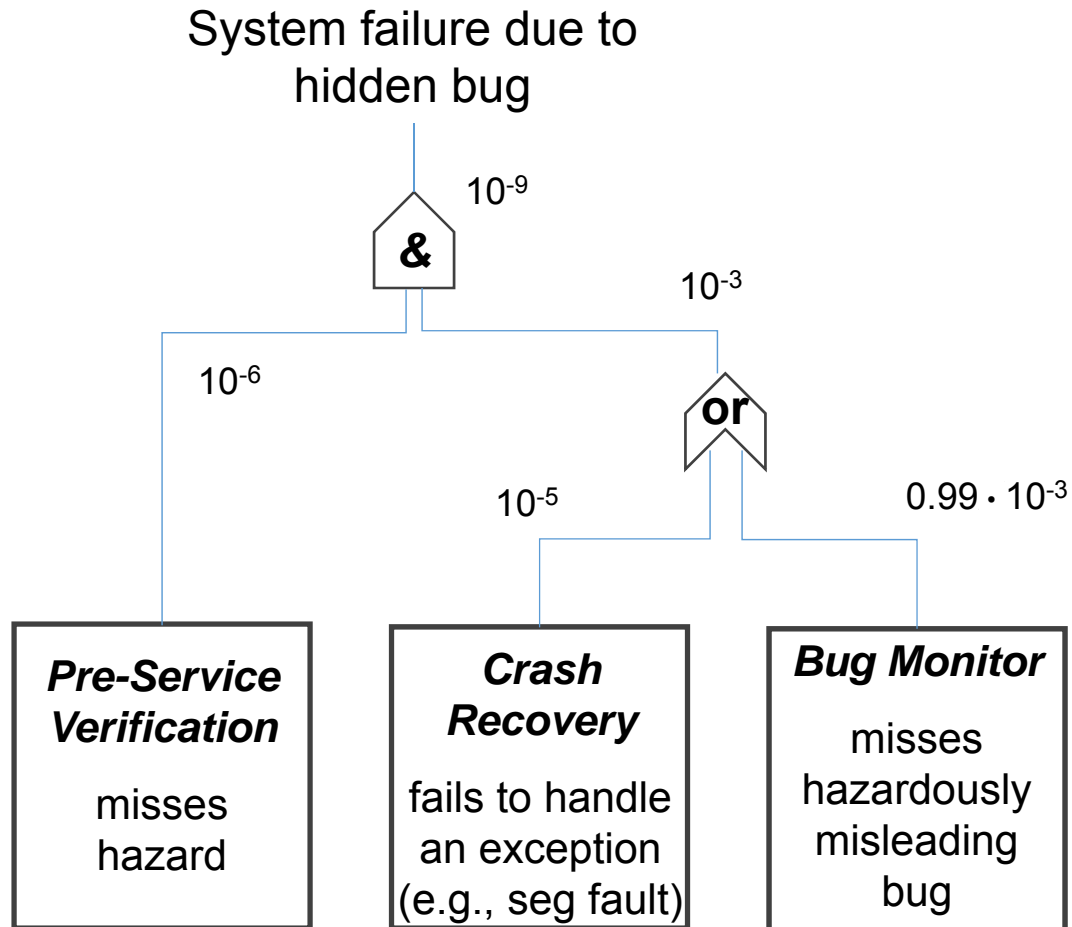 System failure due to
hidden bug
10⁻⁹
&
10⁻³
10⁻⁶
or
10⁻⁵
0.99 · 10⁻³
Pre-Service
Verification
misses
hazard
Crash
Recovery
fails to handle
an exception
(e.g., seg fault)
Bug Monitor
misses
hazardously
misleading
bug